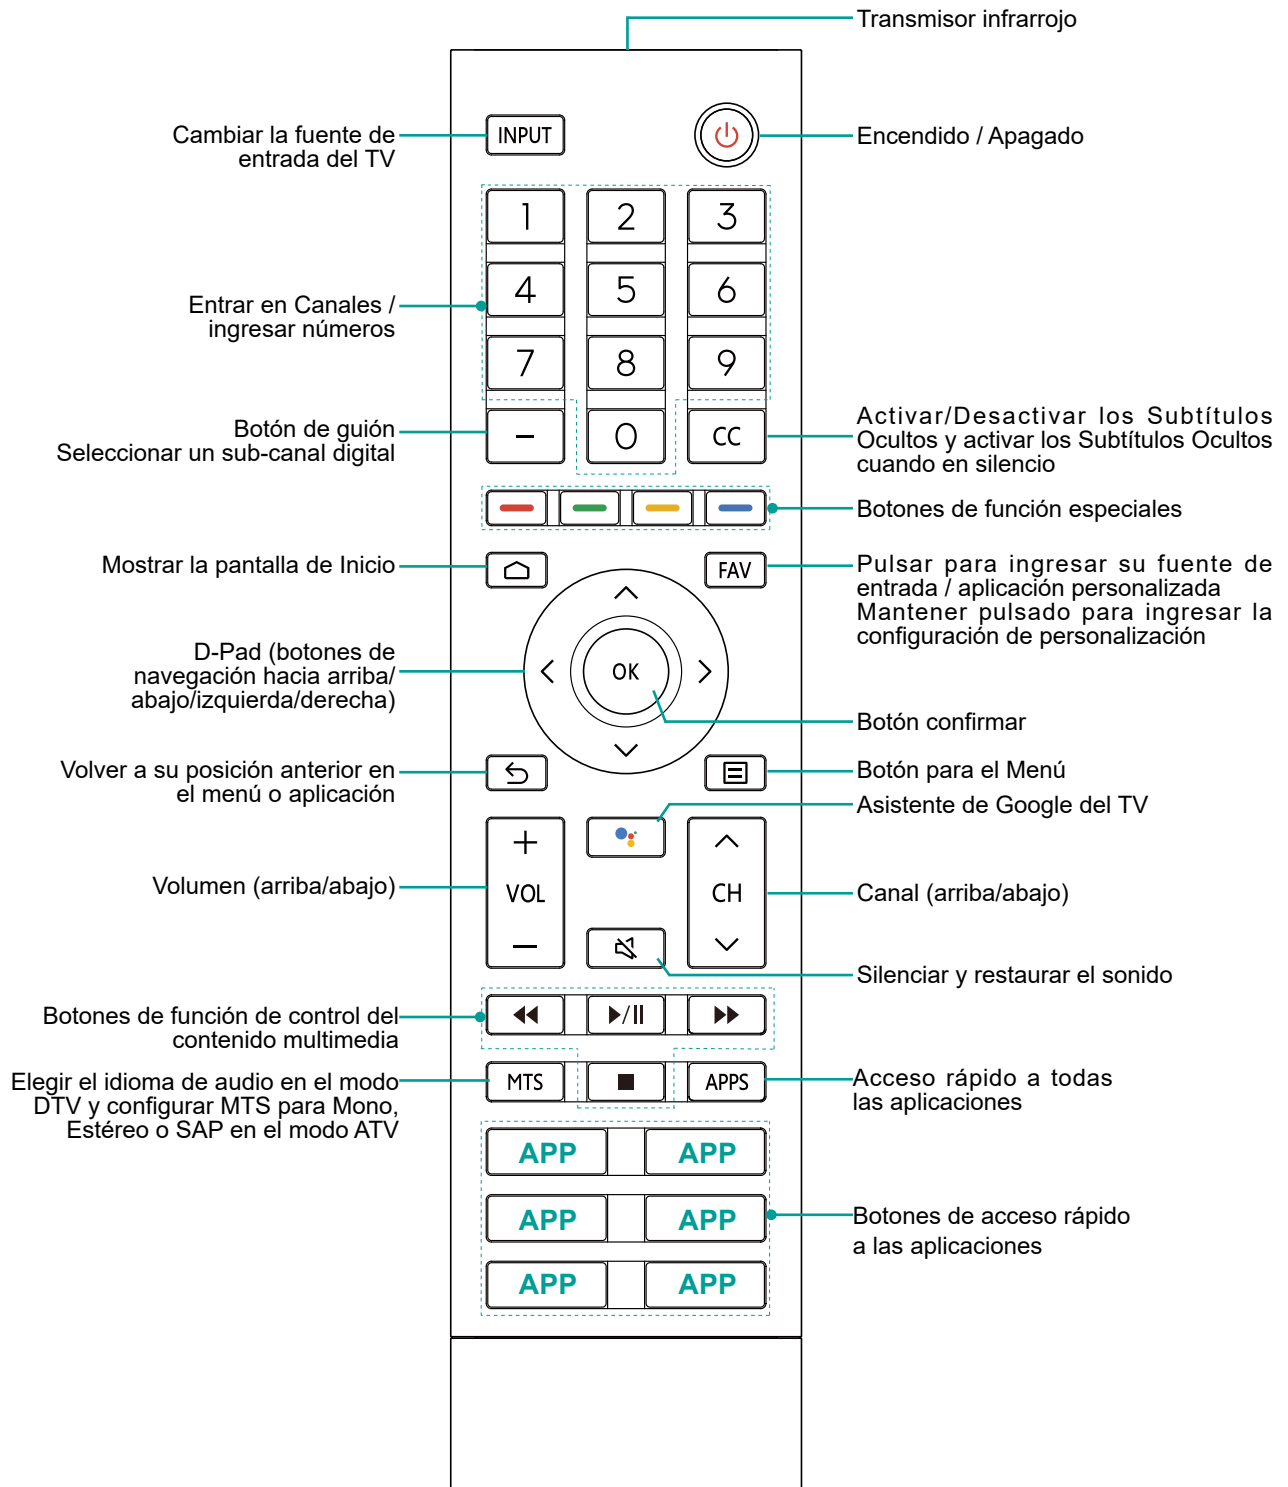 Transmisor infrarrojo
Cambiar la fuente de
entrada del TV
INPUT
Encendido / Apagado
1
2
3
4
5
6
7
8
9
Entrar en Canales /
ingresar números
Botón de guión
Seleccionar un sub-canal digital
–
0
CC
Activar/Desactivar los Subtítulos
Ocultos y activar los Subtítulos Ocultos
cuando en silencio
Botones de función especiales
Mostrar la pantalla de Inicio
FAV
Pulsar para ingresar su fuente de
entrada / aplicación personalizada
Mantener pulsado para ingresar la
configuración de personalización
D-Pad (botones de
navegación hacia arriba/
abajo/izquierda/derecha)
OK
Botón confirmar
Volver a su posición anterior en
el menú o aplicación
Botón para el Menú
Asistente de Google del TV
+
VOL
–
Volumen (arriba/abajo)
CH
Canal (arriba/abajo)
Silenciar y restaurar el sonido
Botones de función de control del
contenido multimedia
Elegir el idioma de audio en el modo
DTV y configurar MTS para Mono,
Estéreo o SAP en el modo ATV
MTS
APPS
Acceso rápido a todas
las aplicaciones
APP APP
APP APP
APP APP
Botones de acceso rápido
a las aplicaciones